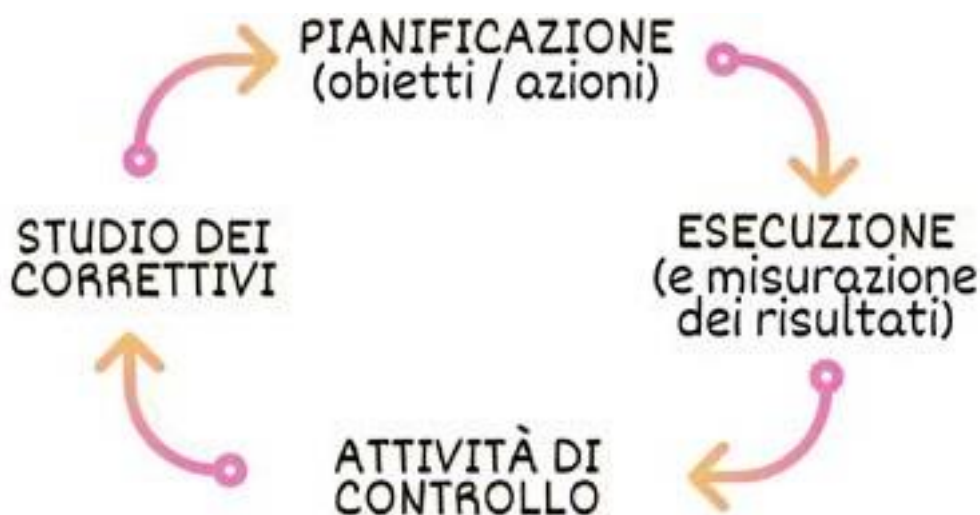 PIANIFICAZIONE
(obietti / azioni)
ESECUZIONE
(e misurazione
dei risultati)
ATTIVITÀ DI
CONTROLLO
STUDIO DEI
CORRETTIVI